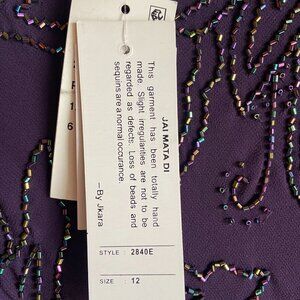 JAI MATA DI
This garment has been totally hand
made. Slight irregularities are not to be
regarded as defects. Loss of beads and
sequins are a normal occurance.
—By Jkara
STYLE : 2840E
SIZE : 12